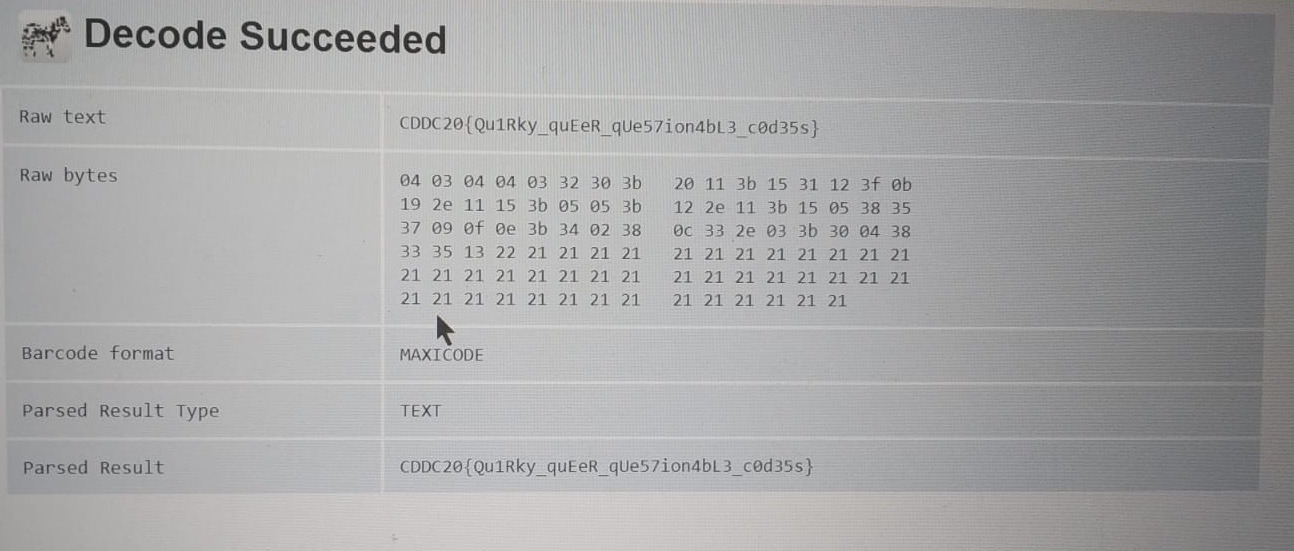 Decode Succeeded
Raw text
CDDC20{Qu1Rky_quEeR_qUe57ion4bL3_c0d35s}
Raw bytes
04 03 04 04 03 32 30 3b 20 11 3b 15 31 12 3f 0b
19 2e 11 15 3b 05 05 3b 12 2e 11 3b 15 05 38 35
37 09 0f 0e 3b 34 02 38 0c 33 2e 03 3b 30 04 38
33 35 13 22 21 21 21 21 21 21 21 21 21 21 21 21
21 21 21 21 21 21 21 21 21 21 21 21 21 21 21 21
21 21 21 21 21 21 21 21 21 21 21 21 21 21
Barcode format
MAXICODE
Parsed Result Type
TEXT
Parsed Result
CDDC20{Qu1Rky_quEeR_qUe57ion4bL3_c0d35s}